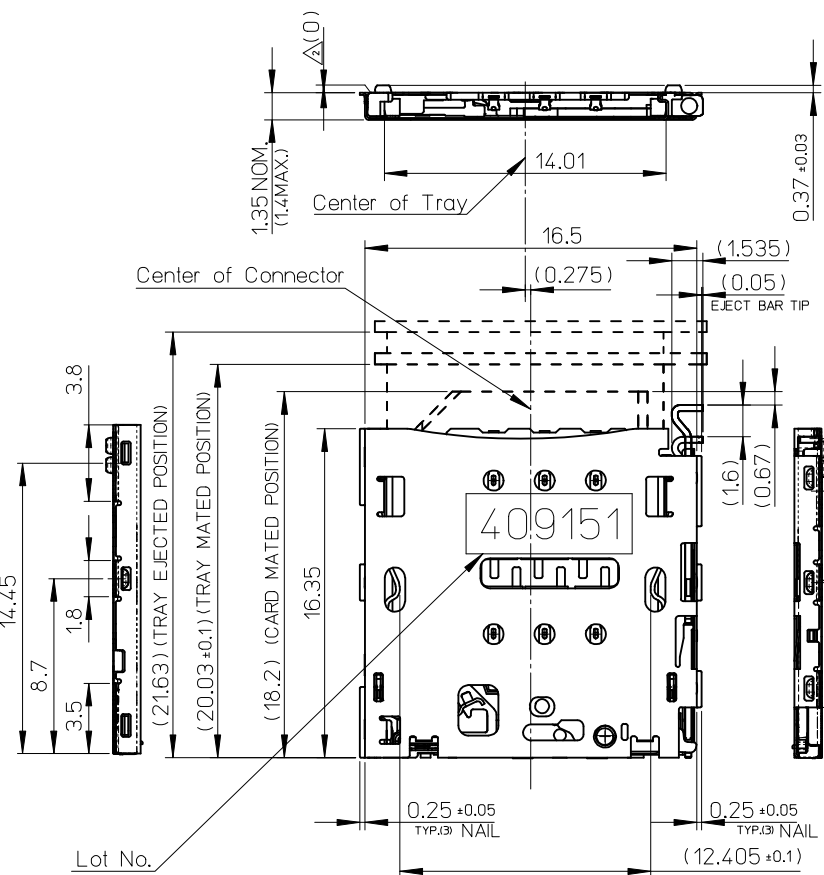 ⚠2 (0)
1.35 NOM.
(1.4MAX.)
14.01
Center of Tray
0.37 ±0.03
16.5
(1.535)
Center of Connector
(0.275)
(0.05)
EJECT BAR TIP
3.8
14.45
8.7
1.8
3.5
(21.63) (TRAY EJECTED POSITION)
(20.03 ±0.1) (TRAY MATED POSITION)
(18.2) (CARD MATED POSITION)
16.35
409151
(1.6)
(0.67)
0.25 ±0.05
TYP.(3) NAIL
0.25 ±0.05
TYP.(3) NAIL
Lot No.
(12.405 ±0.1)